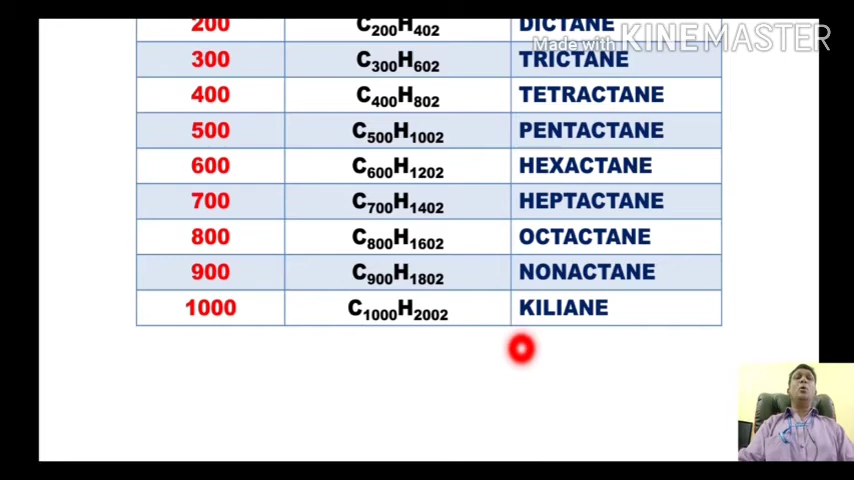 200 C200H402 DICTANE
Made with KINEMASTER
300 C300H602 TRICTANE
400 C400H802 TETRACTANE
500 C500H1002 PENTACTANE
600 C600H1202 HEXACTANE
700 C700H1402 HEPTACTANE
800 C800H1602 OCTACTANE
900 C900H1802 NONACTANE
1000 C1000H2002 KILIANE